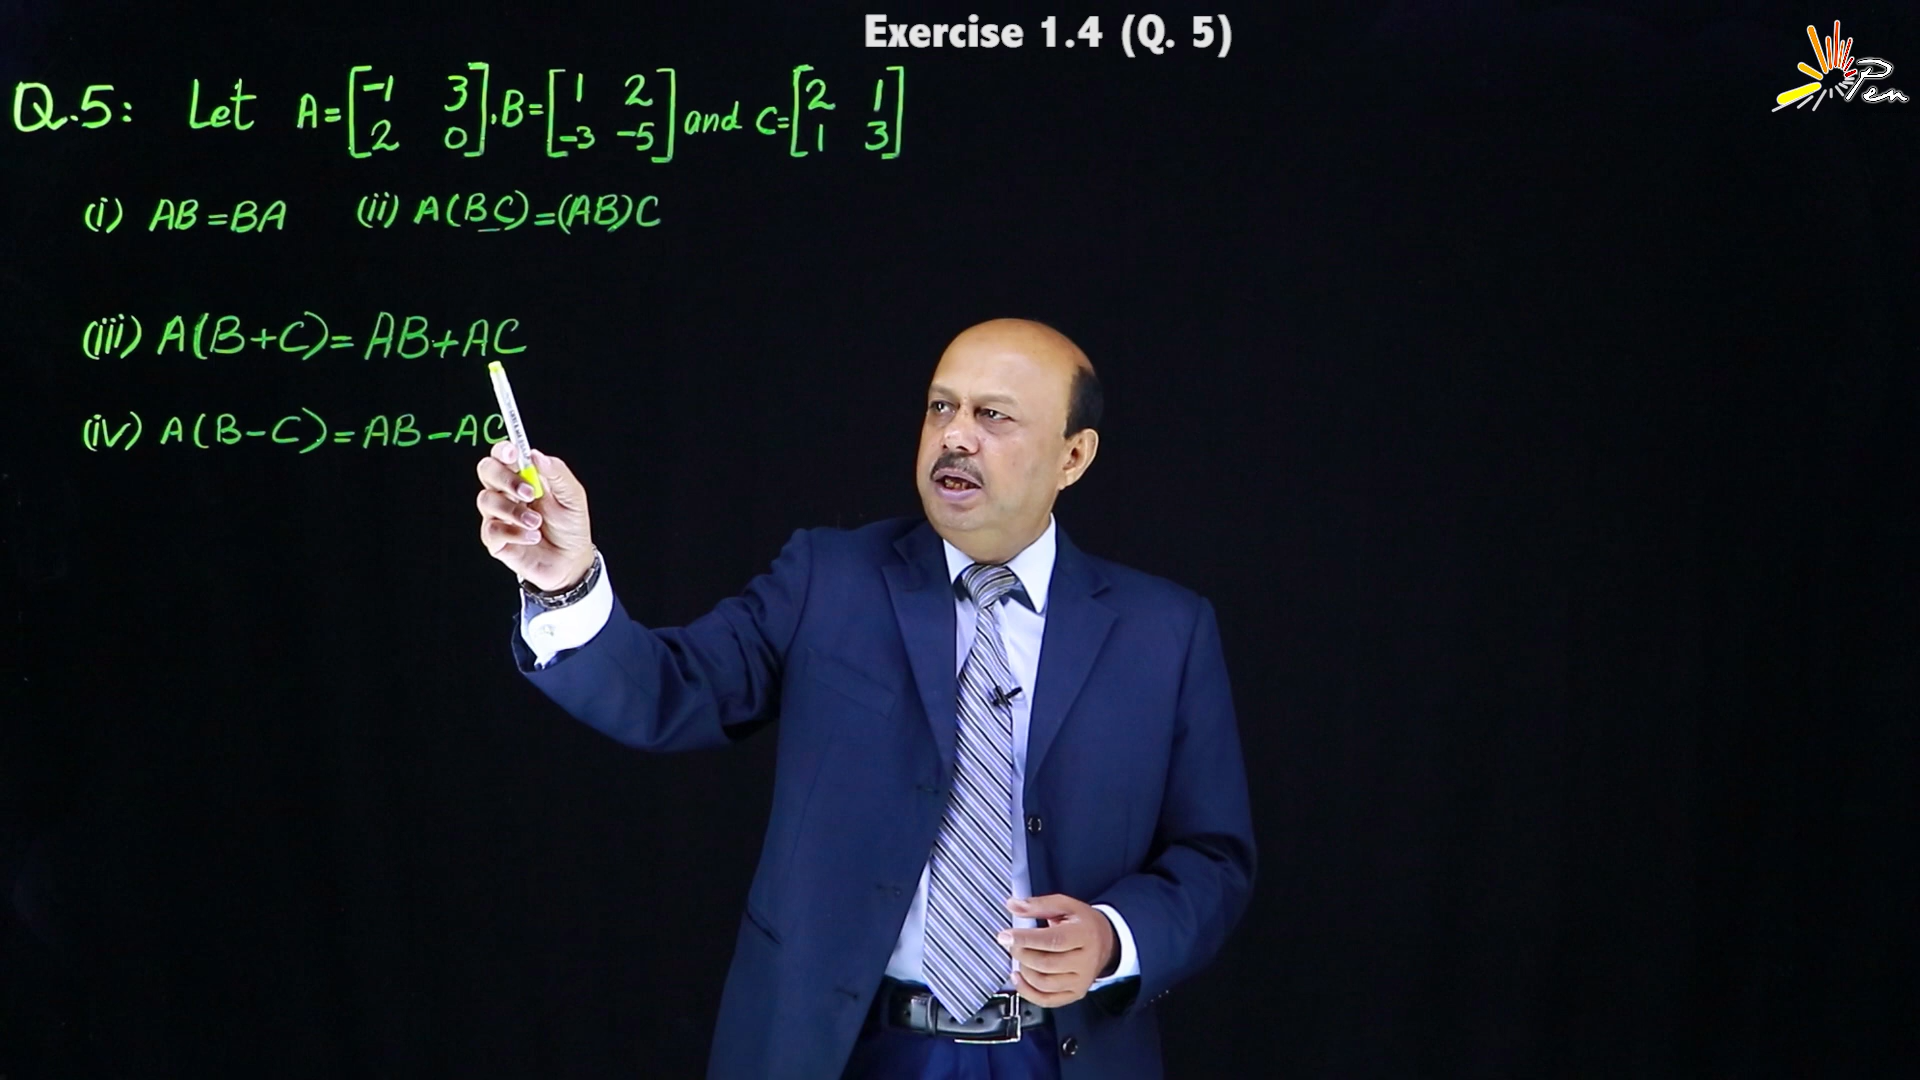 Exercise 1.4 (Q. 5)
Pen
Q.5: Let A=[-1 3], B=[1 2] and C=[2 1]
[2 0] [-3 -5] [1 3]
(i) AB=BA (ii) A(BC)=(AB)C
(iii) A(B+C)=AB+AC
(iv) A(B-C)=AB-AC